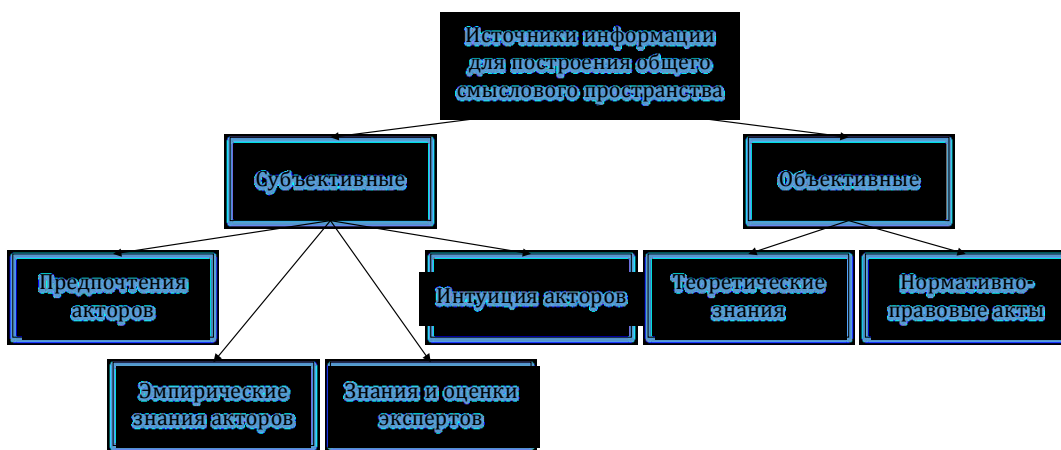 Источники информации
для построения общего
смыслового пространства
Субъективные
Объективные
Предпочтения
акторов
Интуиция акторов
Теоретические
знания
Нормативно-
правовые акты
Эмпирические
знания акторов
Знания и оценки
экспертов